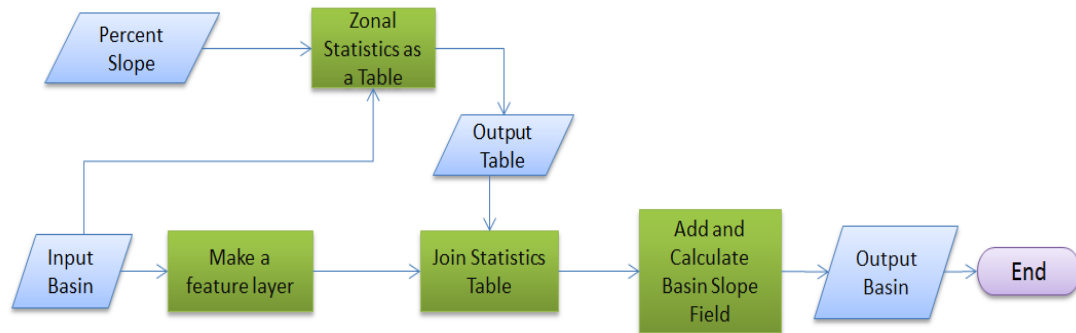 Percent
Slope
Zonal
Statistics as
a Table
Output
Table
Input
Basin
Make a
feature layer
Join Statistics
Table
Add and
Calculate
Basin Slope
Field
Output
Basin
End